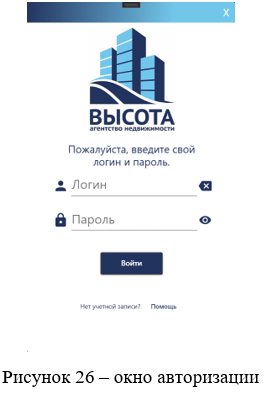 X
ВЫСОТА
агентство недвижимости
Пожалуйста, введите свой
логин и пароль.
Логин
Пароль
Войти
Нет учетной записи? Помощь
Рисунок 26 – окно авторизации